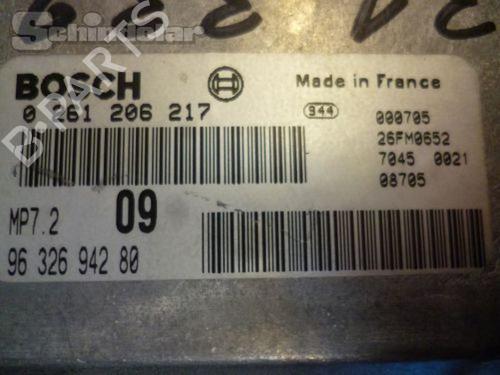 Schindelar
B-PARTS
BOSCH
Made in France
0 261 206 217
944
000705
26FM0652
7045 0021
08705
MP7.2
09
96 326 942 80